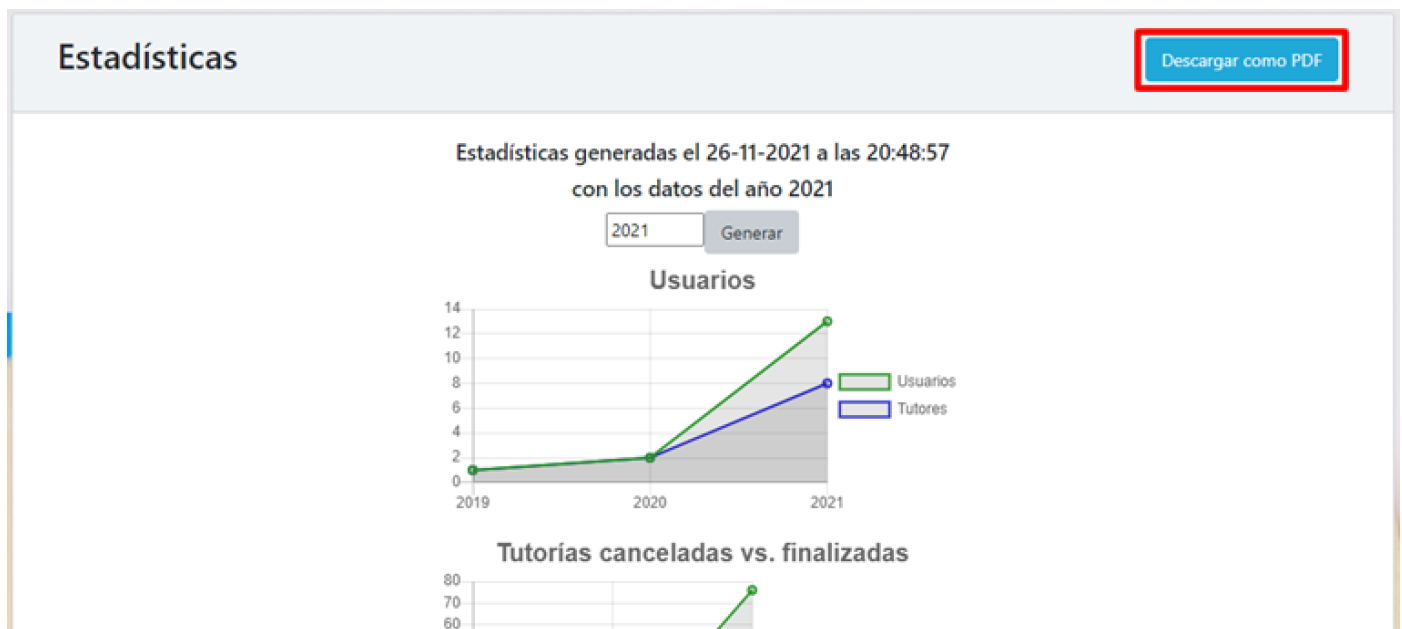 Estadísticas
Descargar como PDF
Estadísticas generadas el 26-11-2021 a las 20:48:57
con los datos del año 2021
2021 Generar
Usuarios
14
12
10
8
6
4
2
0
2019 2020 2021
Usuarios
Tutores
Tutorías canceladas vs. finalizadas
80
70
60